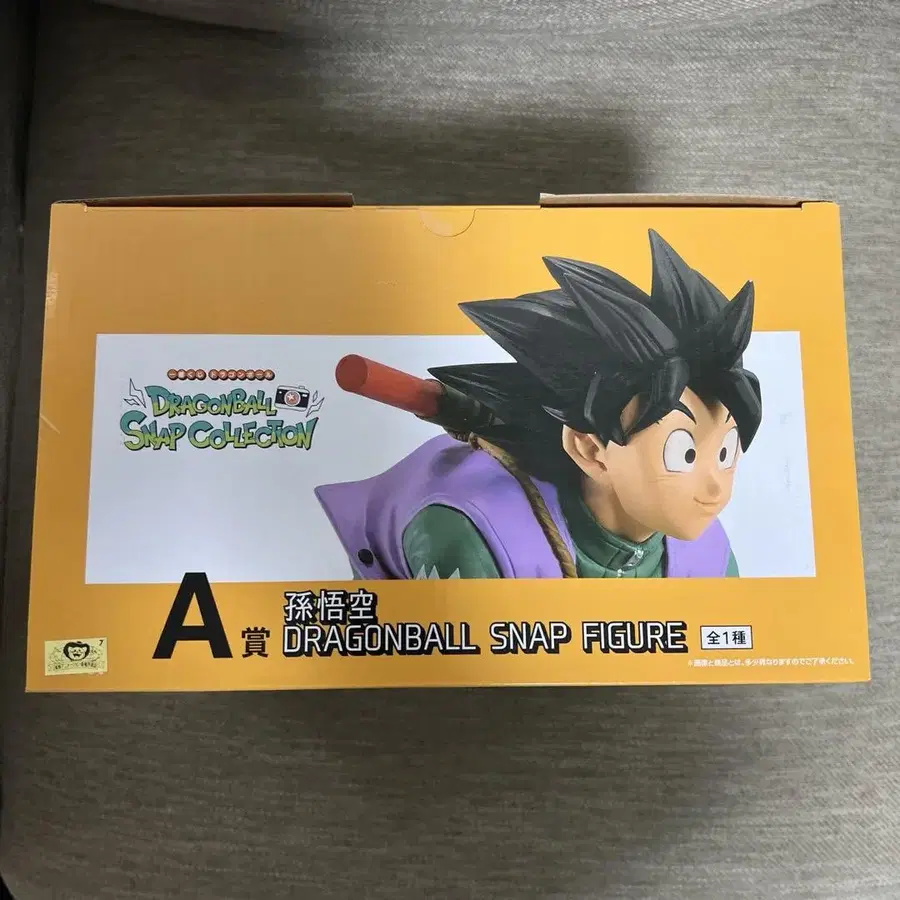 一番くじ ドラゴンボール
DRAGONBALL
SNAP COLLECTION
A賞
孫悟空
DRAGONBALL SNAP FIGURE
全1種
※画像と商品とは、多少異なりますのでご了承ください。
7